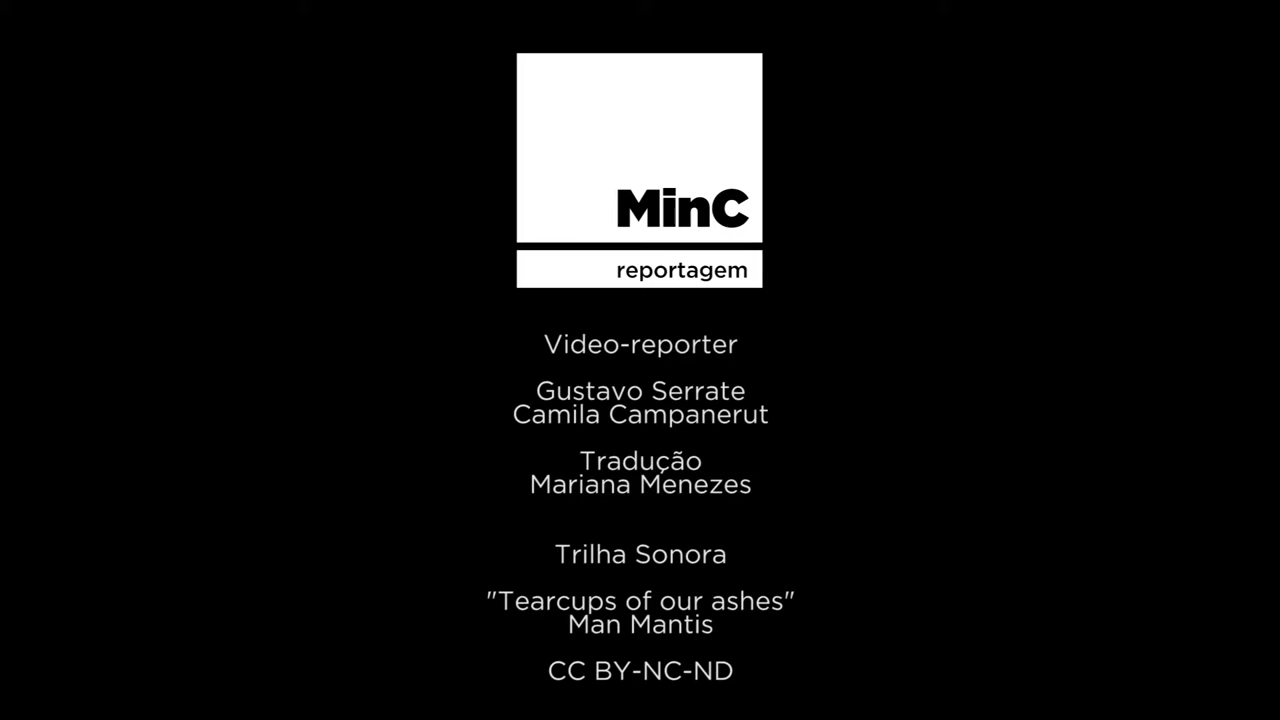 MinC
reportagem
Video-reporter
Gustavo Serrate
Camila Campanerut
Tradução
Mariana Menezes
Trilha Sonora
"Tearcups of our ashes"
Man Mantis
CC BY-NC-ND